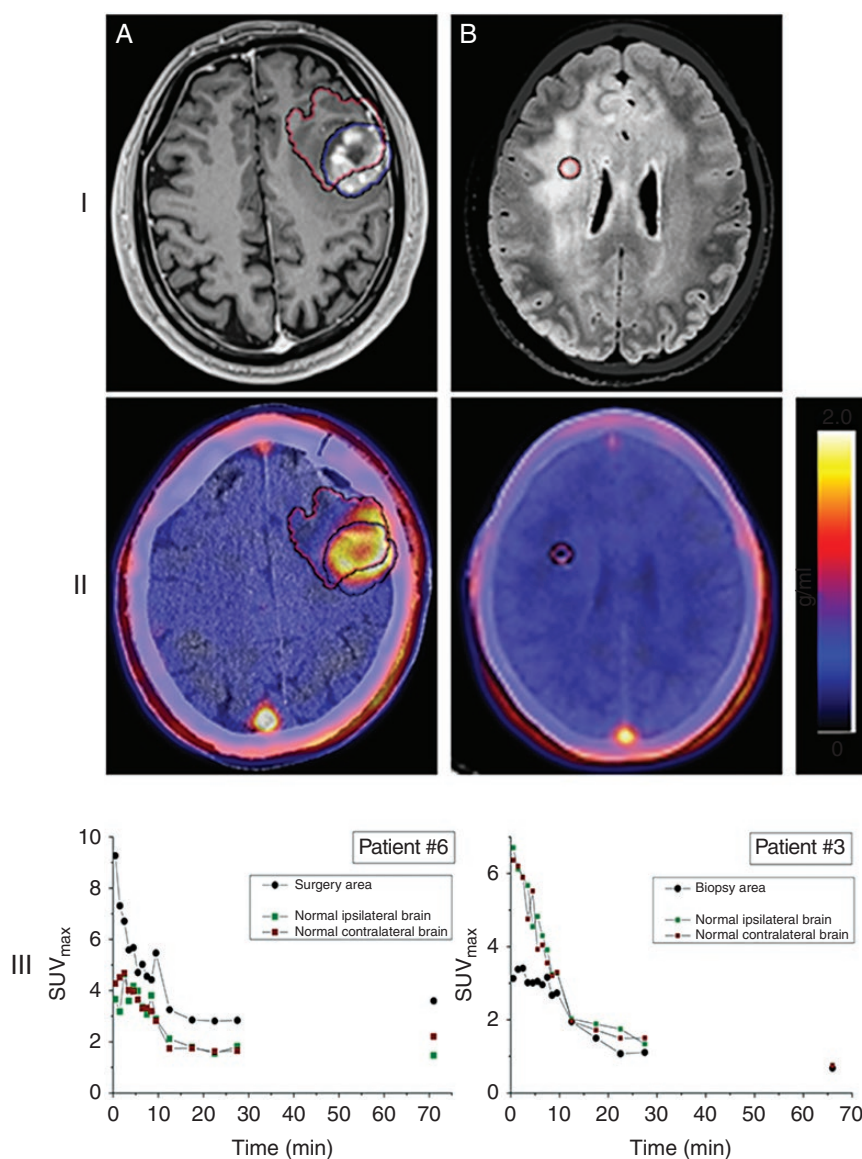 A
B
I
II
2.0
g/ml
0
III
10
8
6
4
2
0
SUVmax
Patient #6
Surgery area
Normal ipsilateral brain
Normal contralateral brain
0 10 20 30 40 50 60 70 80
Time (min)
6
4
2
0
SUVmax
Patient #3
Biopsy area
Normal ipsilateral brain
Normal contralateral brain
0 10 20 30 40 50 60 70
Time (min)